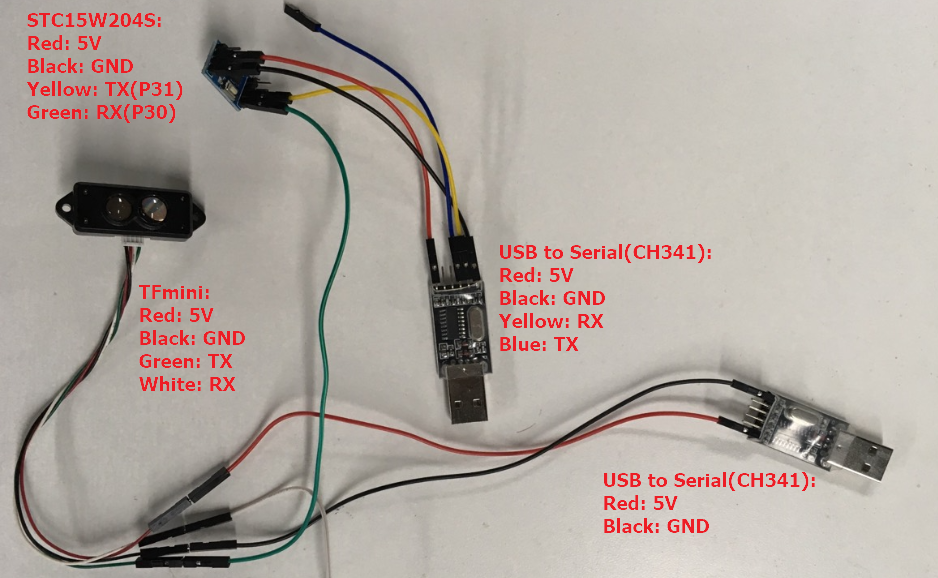 STC15W204S:
Red: 5V
Black: GND
Yellow: TX(P31)
Green: RX(P30)
TFmini:
Red: 5V
Black: GND
Green: TX
White: RX
USB to Serial(CH341):
Red: 5V
Black: GND
Yellow: RX
Blue: TX
USB to Serial(CH341):
Red: 5V
Black: GND